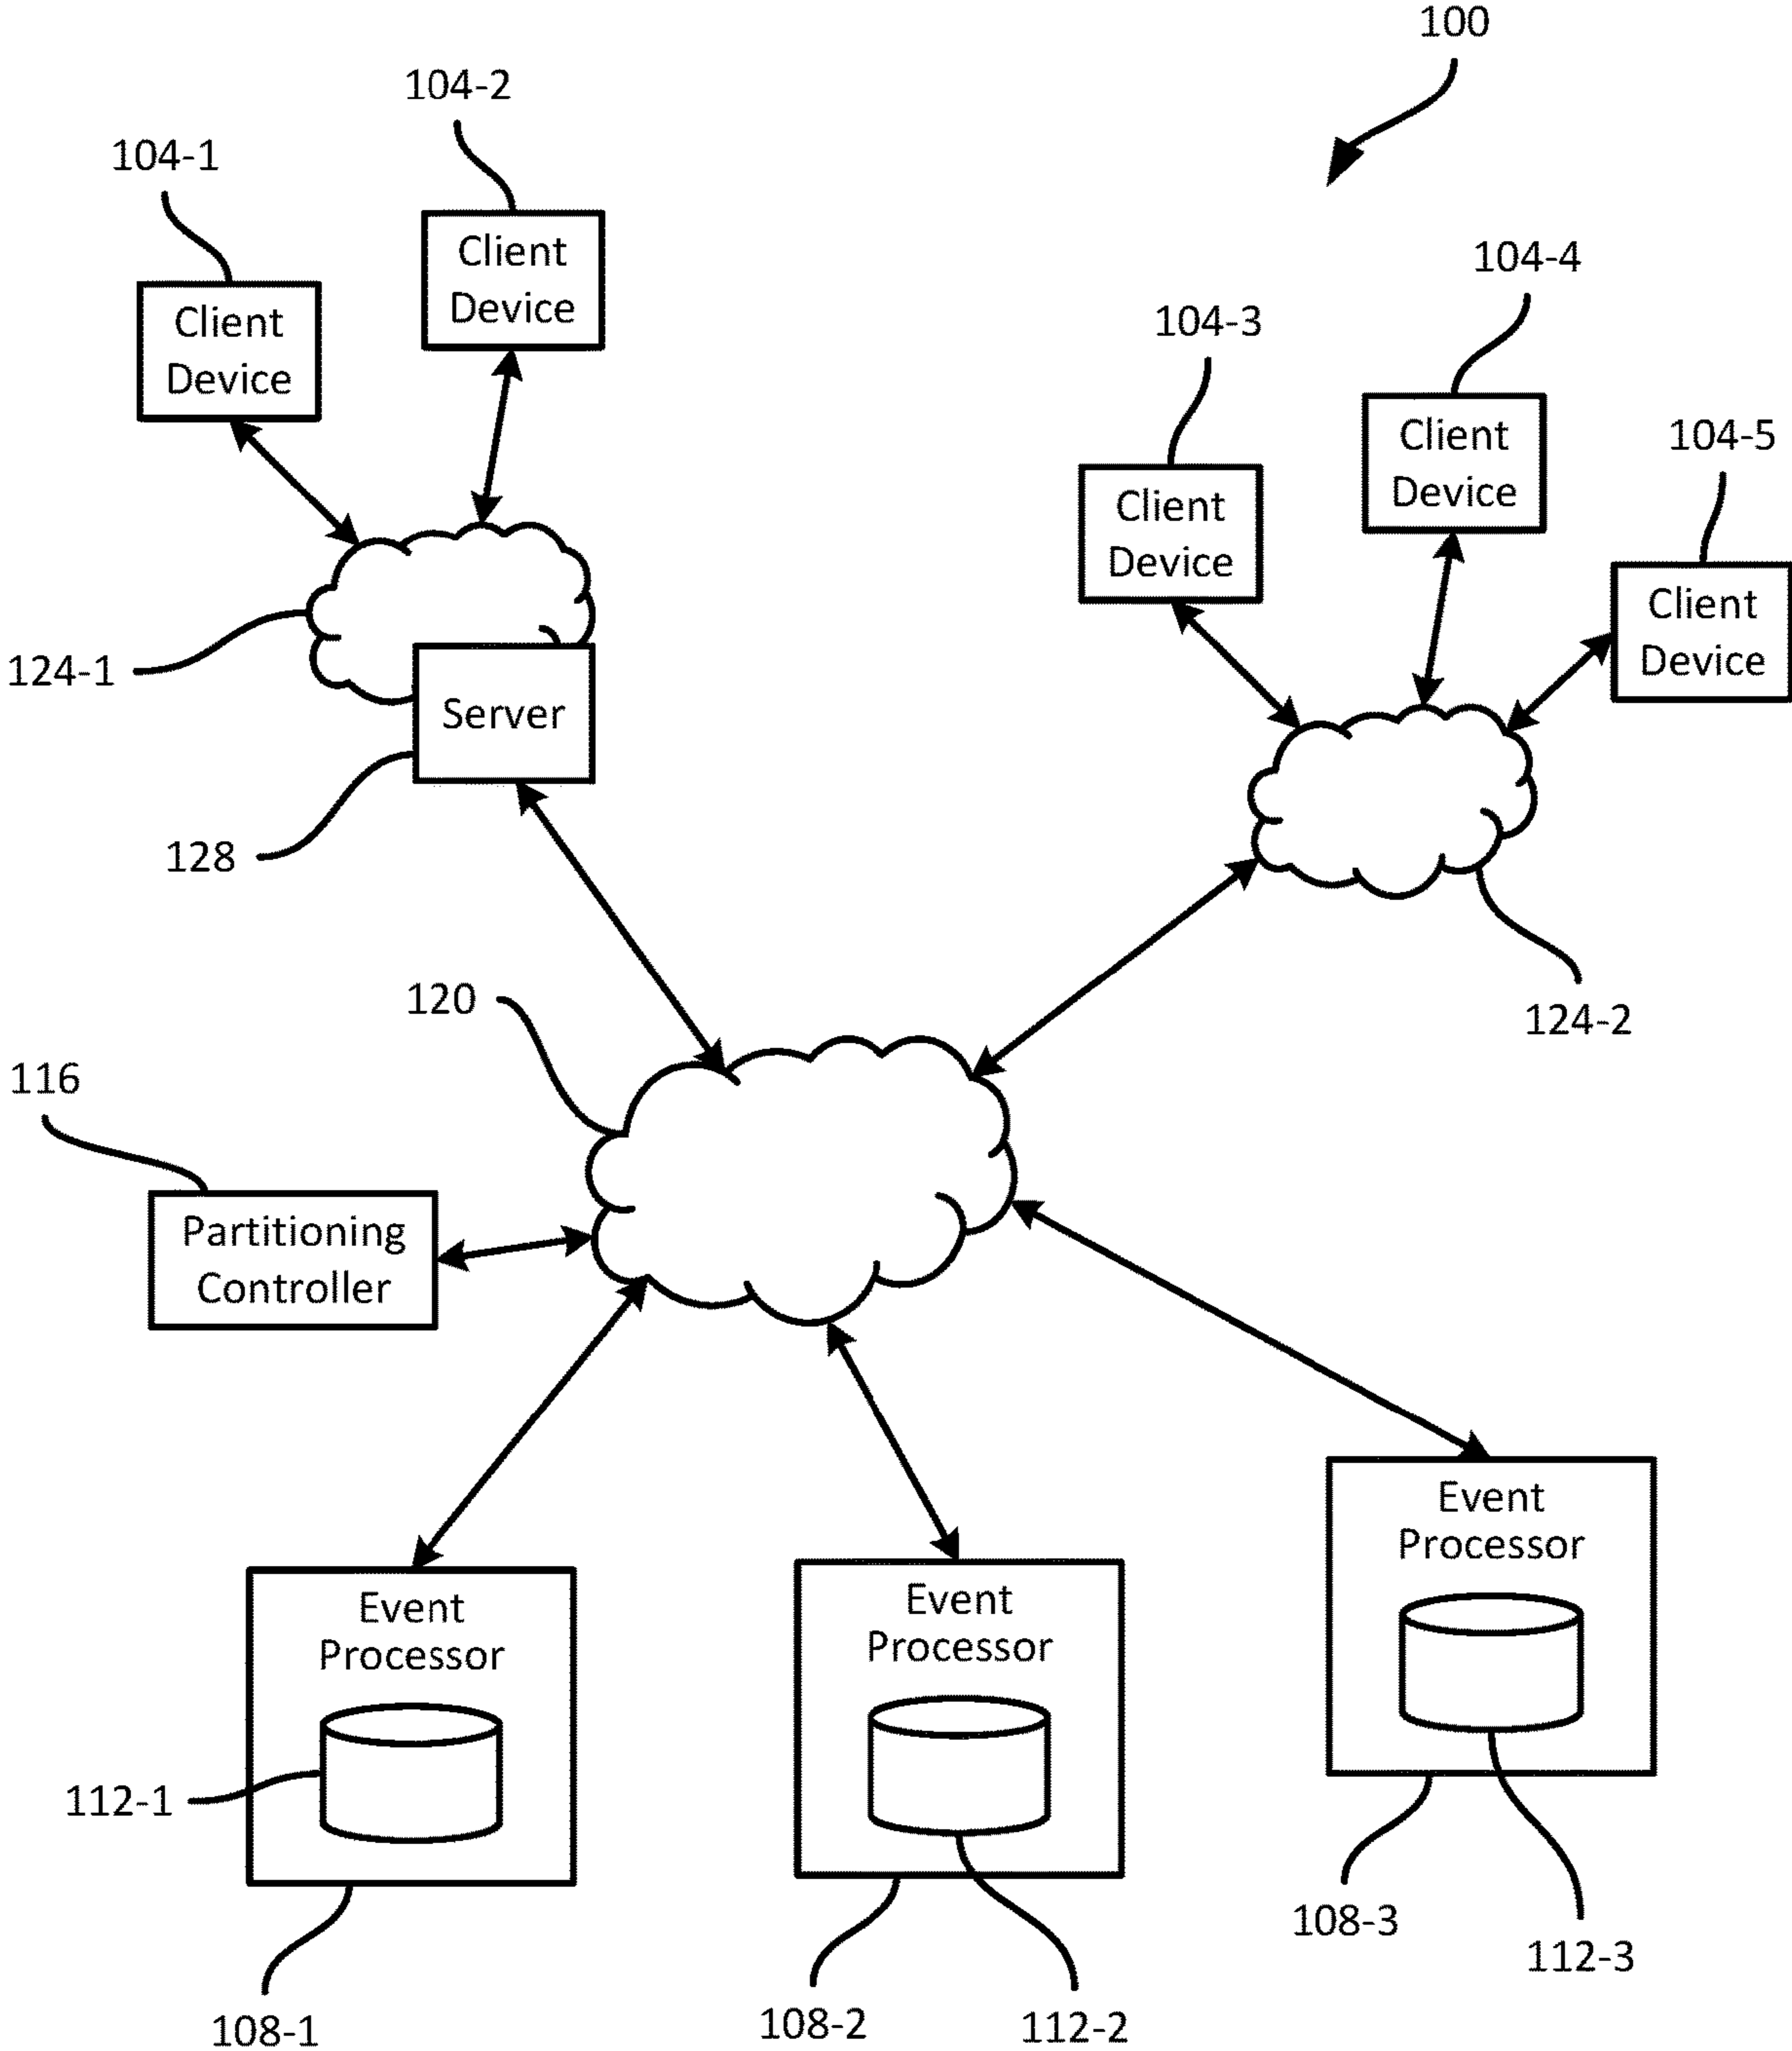 100
104-2
104-1
Client
Device
104-4
Client
Device
104-3
104-5
Client
Device
Client
Device
Client
Device
124-1
Server
128
120
124-2
116
Partitioning
Controller
Event
Processor
Event
Processor
Event
Processor
112-1
108-3
112-3
108-1
108-2
112-2